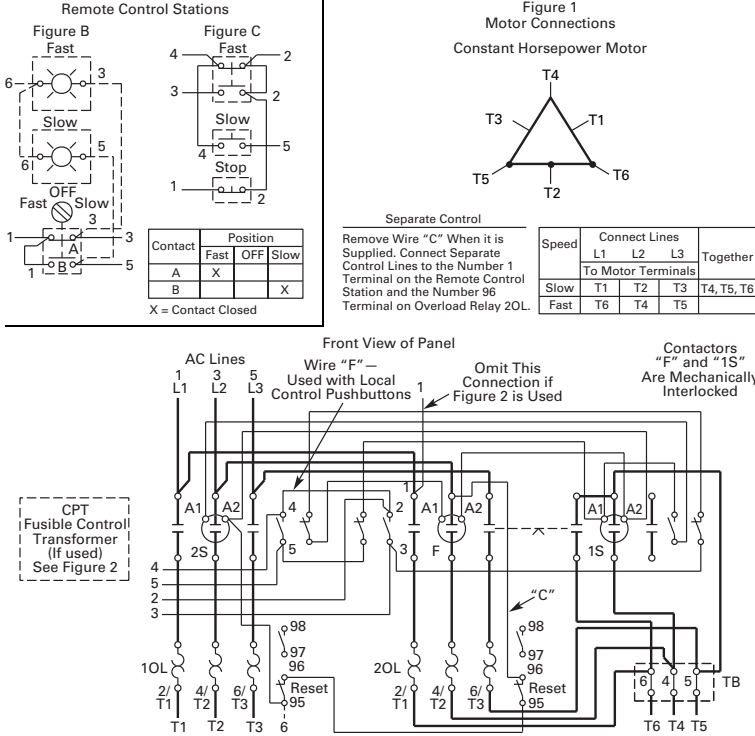 Remote Control Stations
Figure B
Fast
6
3
Slow
6
5
OFF
Fast
Slow
3
1
A
3
1
B
5
Figure C
Fast
4
2
3
2
Slow
4
5
Stop
1
2
Contact
Position
Fast
OFF
Slow
A
X
B
X
X = Contact Closed
Figure 1
Motor Connections
Constant Horsepower Motor
T4
T3
T1
T5
T2
T6
Separate Control
Remove Wire “C” When it is
Supplied. Connect Separate
Control Lines to the Number 1
Terminal on the Remote Control
Station and the Number 96
Terminal on Overload Relay 2OL.
Speed
Connect Lines
Together
L1 L2 L3
To Motor Terminals
Slow T1 T2 T3 T4, T5, T6
Fast T6 T4 T5
Front View of Panel
AC Lines
1 3 5
L1 L2 L3
Wire “F”—
Used with Local
Control Pushbuttons
1
Omit This
Connection if
Figure 2 is Used
Contactors
“F” and “1S”
Are Mechanically
Interlocked
CPT
Fusible Control
Transformer
(If used)
See Figure 2
A1
A2
2S
4
5
1
2
3
A1
A2
F
A1
A2
1S
4
5
2
3
“C”
1OL
98
97
96
Reset
95
2/
T1
4/
T2
6/
T3
T1 T2 T3 6
2OL
98
97
96
Reset
95
2/
T1
4/
T2
6/
T3
6 4 5 TB
T6 T4 T5